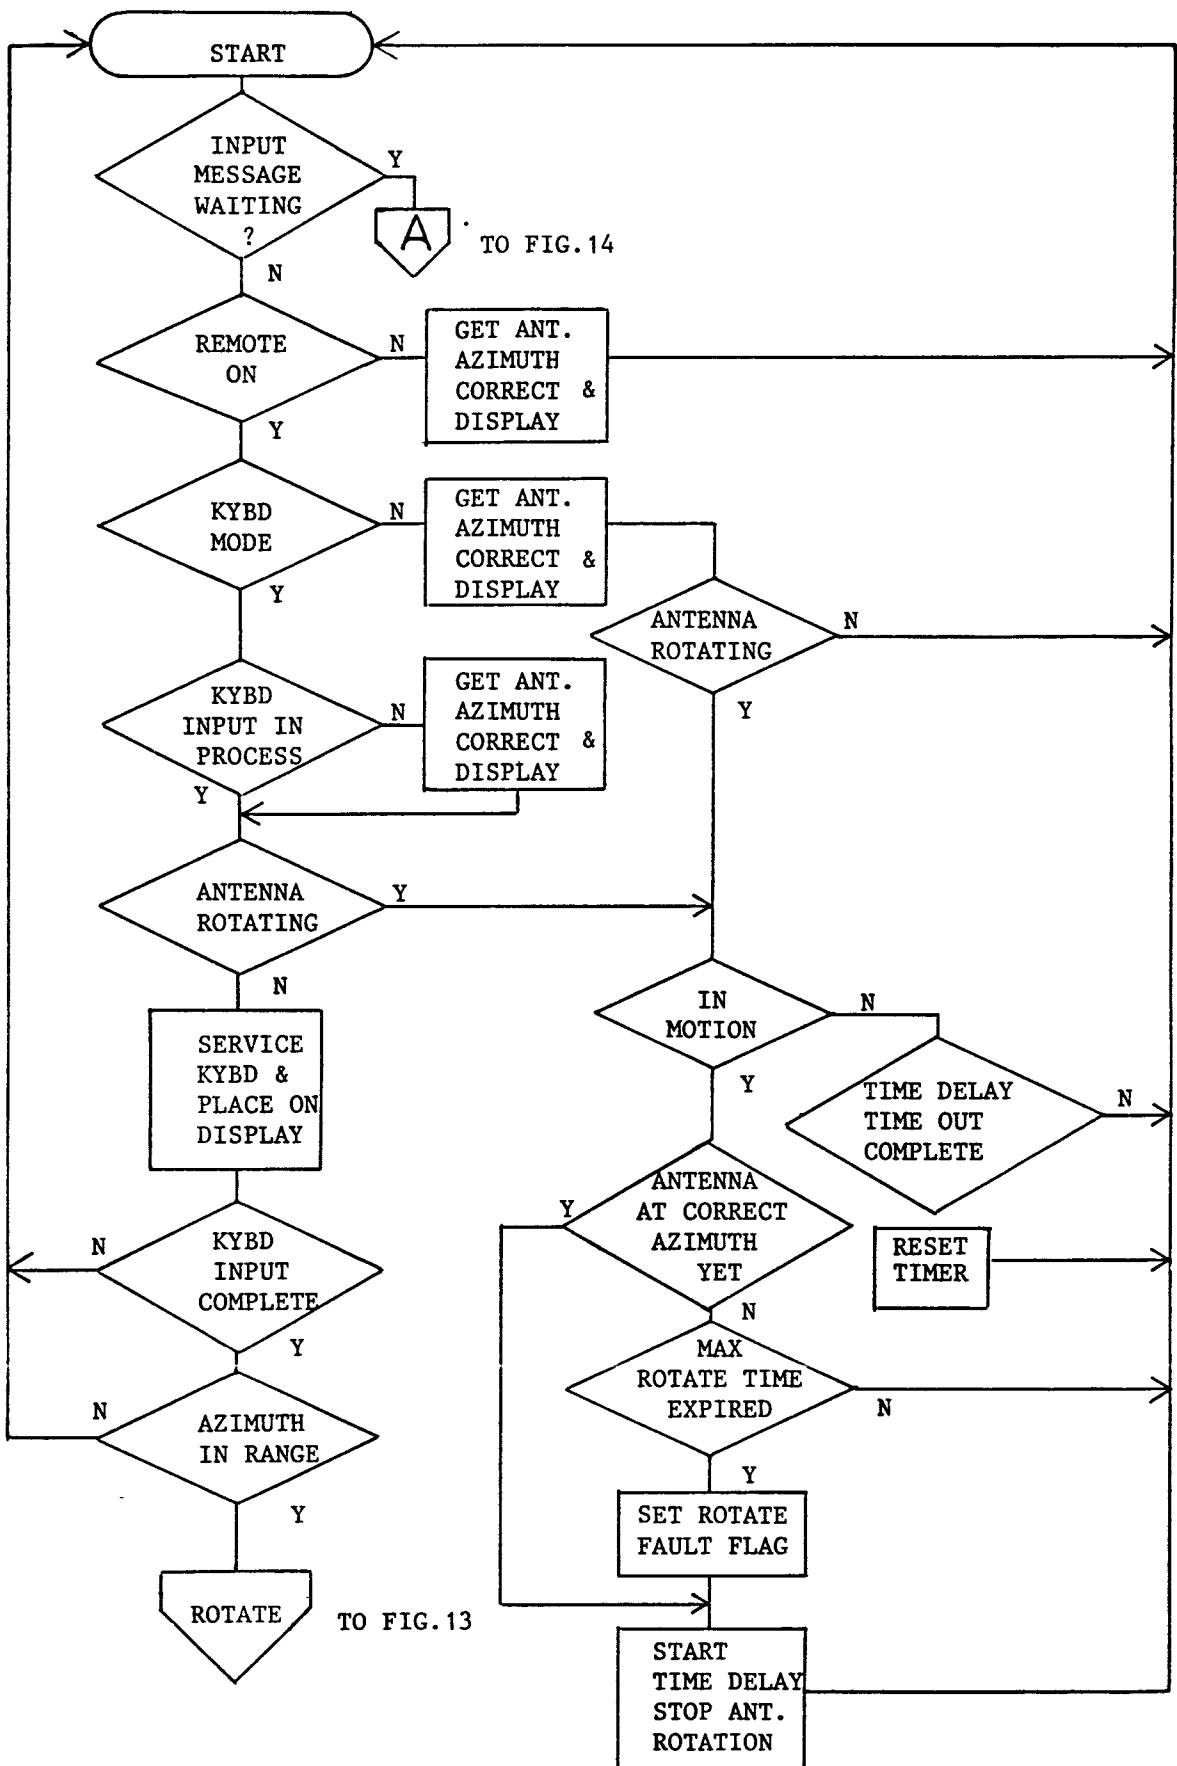 START
INPUT
MESSAGE
WAITING
?
Y
A
TO FIG.14
N
REMOTE
ON
N
GET ANT.
AZIMUTH
CORRECT &
DISPLAY
Y
KYBD
MODE
N
GET ANT.
AZIMUTH
CORRECT &
DISPLAY
Y
ANTENNA
ROTATING
N
Y
KYBD
INPUT IN
PROCESS
N
GET ANT.
AZIMUTH
CORRECT &
DISPLAY
Y
ANTENNA
ROTATING
Y
N
IN
MOTION
N
Y
SERVICE
KYBD &
PLACE ON
DISPLAY
TIME DELAY
TIME OUT
COMPLETE
N
ANTENNA
AT CORRECT
AZIMUTH
YET
Y
N
RESET
TIMER
KYBD
INPUT
COMPLETE
N
Y
MAX
ROTATE TIME
EXPIRED
N
Y
AZIMUTH
IN RANGE
N
Y
SET ROTATE
FAULT FLAG
ROTATE
TO FIG.13
START
TIME DELAY
STOP ANT.
ROTATION